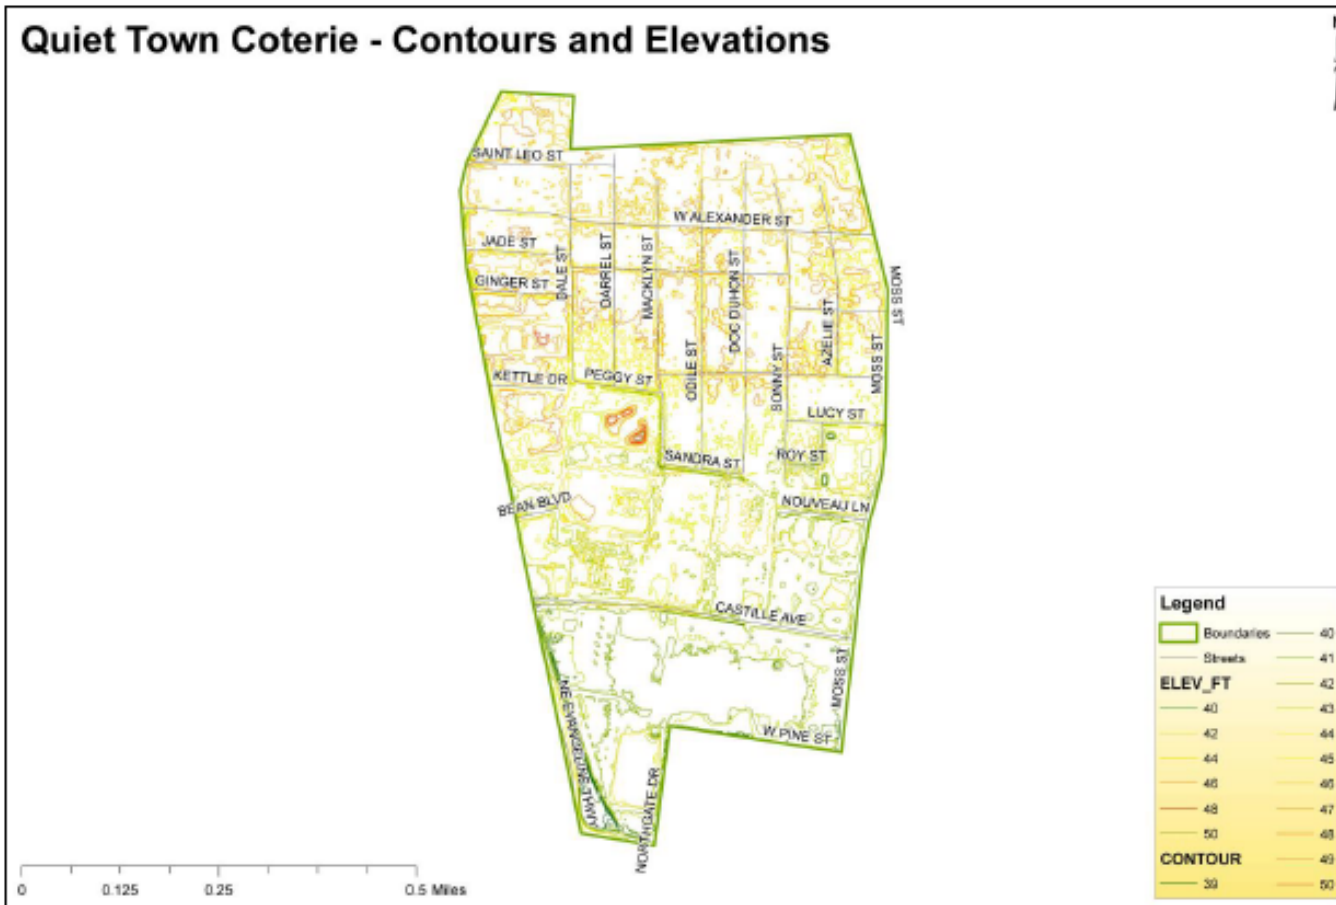 Quiet Town Coterie - Contours and Elevations
SAINT LEO ST
W ALEXANDER ST
JADE ST
GINGER ST
DALE ST
DARREL ST
MACKLYN ST
DOC DUHON ST
MOSS ST
AZELIE ST
ODILE ST
SONNY ST
MOSS ST
KETTLE DR
PEGGY ST
LUCY ST
SANDRA ST
ROY ST
BEAN BLVD
NOUVEAU LN
CASTILLE AVE
MOSS ST
NE EVANGELINE THWY
W PINE ST
NORTHGATE DR
Legend
Boundaries
Streets
ELEV_FT
40
42
44
46
48
50
CONTOUR
39
40
41
42
43
44
45
46
47
48
49
50
0 0.125 0.25 0.5 Miles